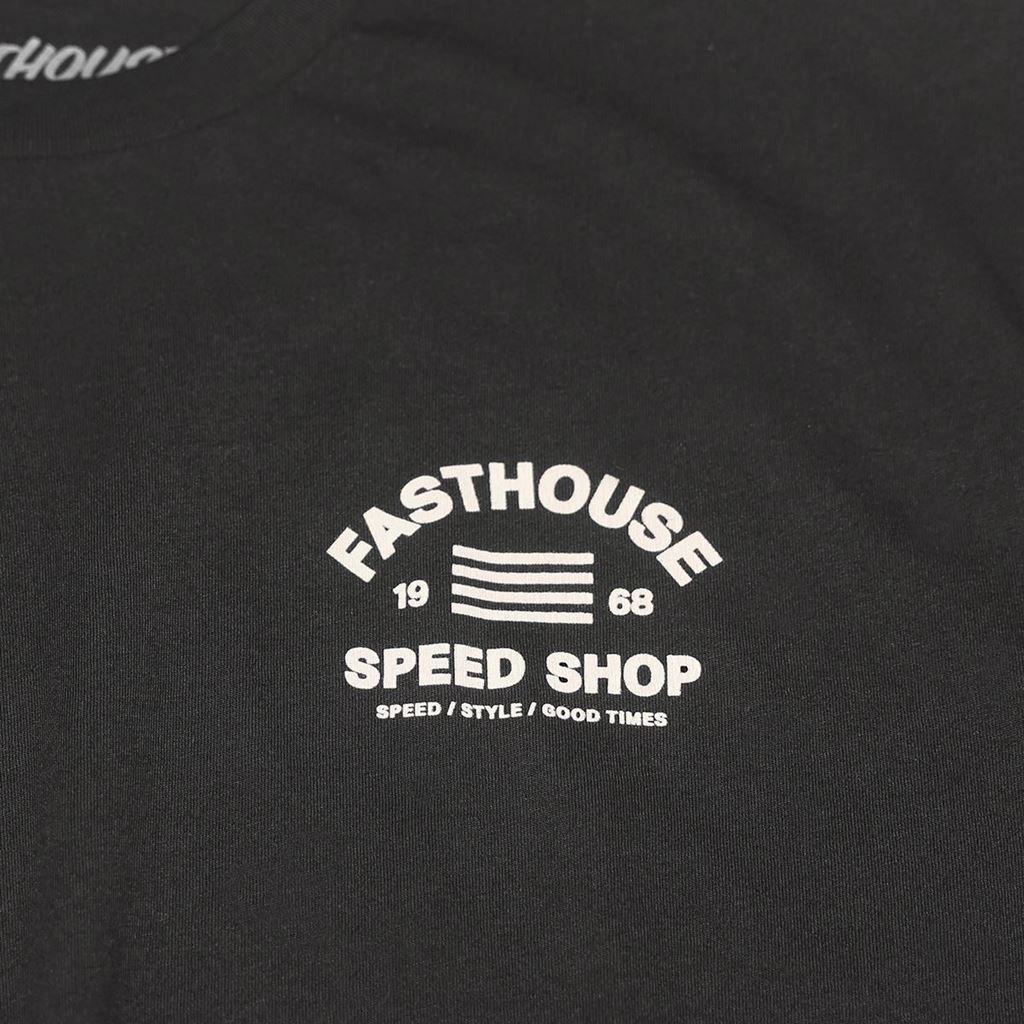 FASTHOUSE
19 68
SPEED SHOP
SPEED / STYLE / GOOD TIMES